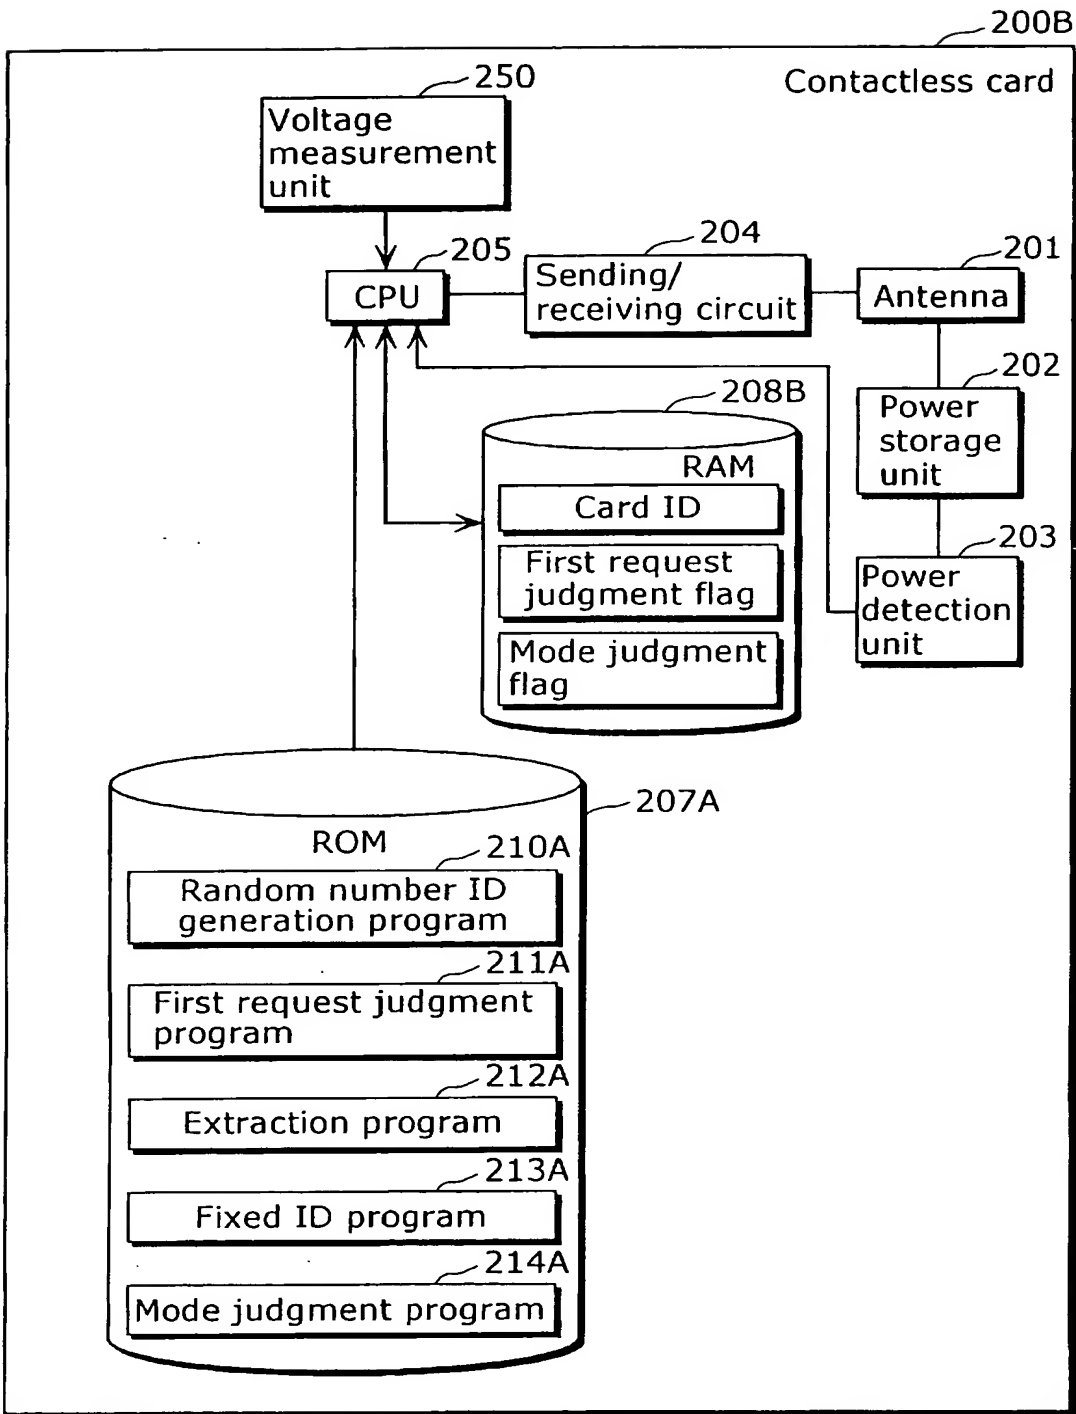 200B
Contactless card
250
Voltage
measurement
unit
205
CPU
204
Sending/
receiving circuit
201
Antenna
202
Power
storage
unit
208B
RAM
Card ID
First request
judgment flag
Mode judgment
flag
203
Power
detection
unit
207A
ROM
210A
Random number ID
generation program
211A
First request judgment
program
212A
Extraction program
213A
Fixed ID program
214A
Mode judgment program